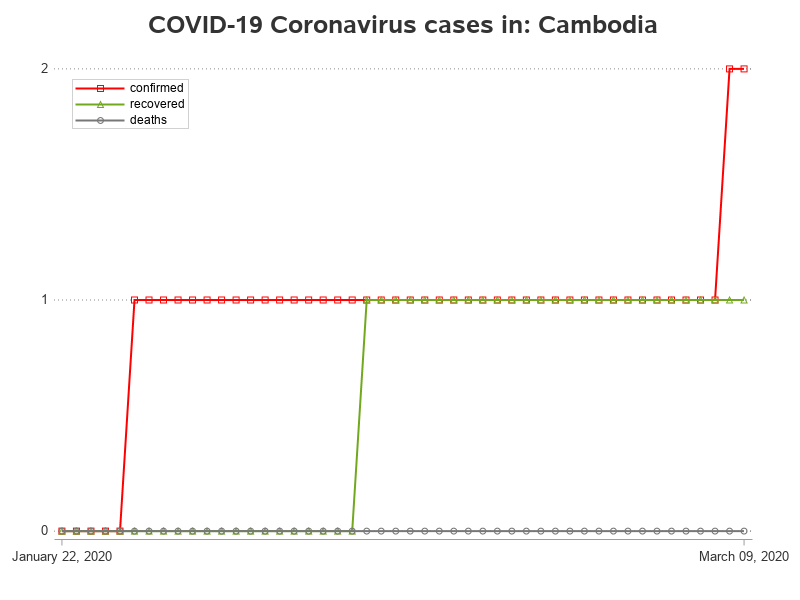 COVID-19 Coronavirus cases in: Cambodia
2
confirmed
recovered
deaths
1
0
January 22, 2020
March 09, 2020